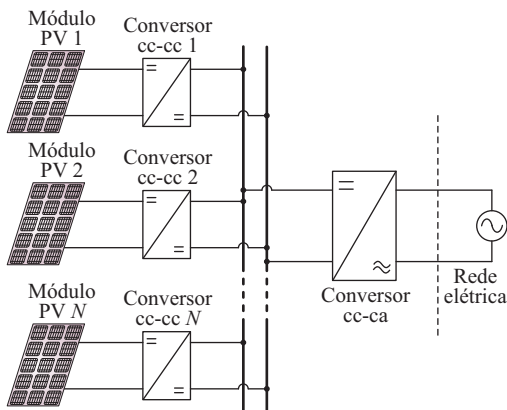 Módulo
PV 1
Conversor
cc-cc 1
Módulo
PV 2
Conversor
cc-cc 2
Módulo
PV N
Conversor
cc-cc N
Conversor
cc-ca
Rede
elétrica